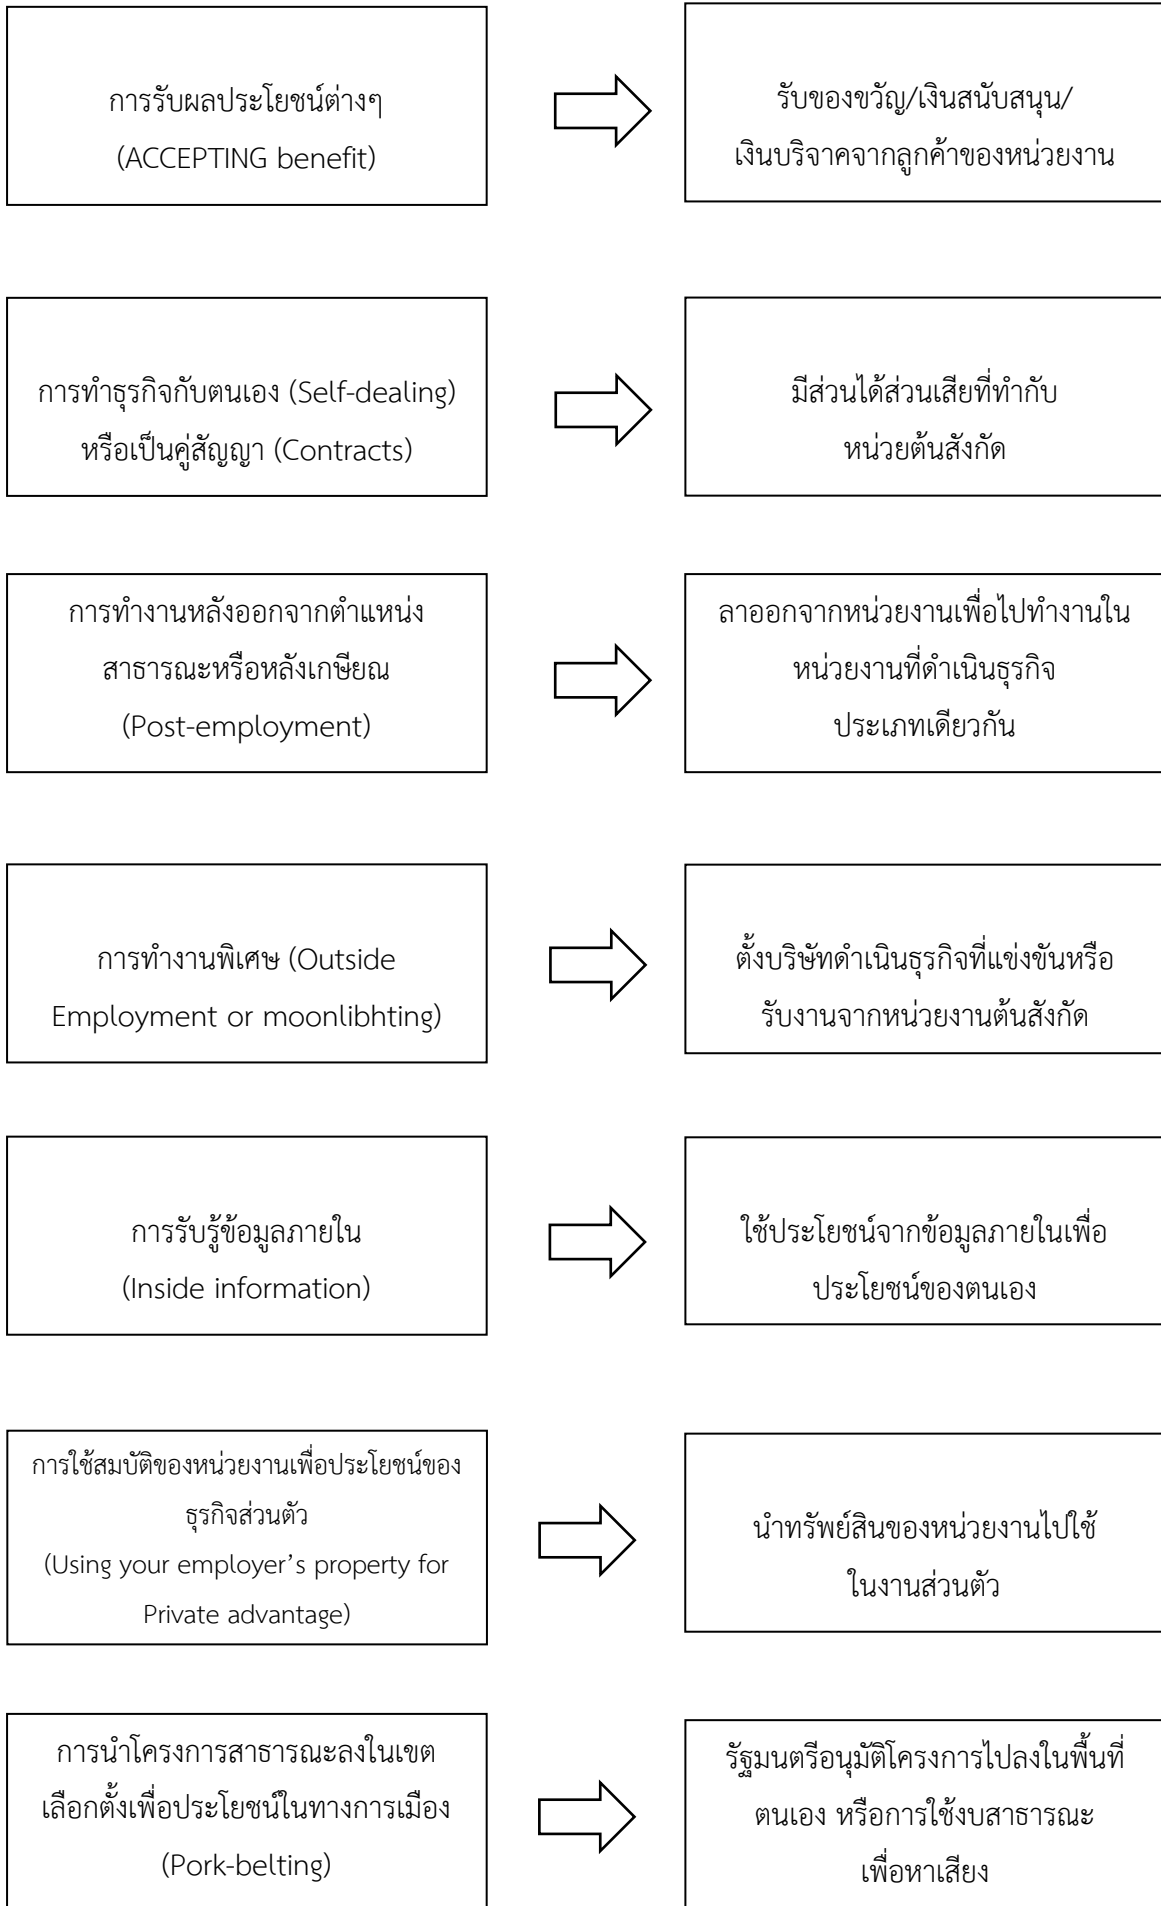 การรับผลประโยชน์ต่างๆ
(ACCEPTING benefit)
รับของขวัญ/เงินสนับสนุน/
เงินบริจาคจากลูกค้าของหน่วยงาน
การทำธุรกิจกับตนเอง (Self-dealing)
หรือเป็นคู่สัญญา (Contracts)
มีส่วนได้ส่วนเสียที่ทำกับ
หน่วยต้นสังกัด
การทำงานหลังออกจากตำแหน่ง
สาธารณะหรือหลังเกษียณ
(Post-employment)
ลาออกจากหน่วยงานเพื่อไปทำงานใน
หน่วยงานที่ดำเนินธุรกิจ
ประเภทเดียวกัน
การทำงานพิเศษ (Outside
Employment or moonlibhting)
ตั้งบริษัทดำเนินธุรกิจที่แข่งขันหรือ
รับงานจากหน่วยงานต้นสังกัด
การรับรู้ข้อมูลภายใน
(Inside information)
ใช้ประโยชน์จากข้อมูลภายในเพื่อ
ประโยชน์ของตนเอง
การใช้สมบัติของหน่วยงานเพื่อประโยชน์ของ
ธุรกิจส่วนตัว
(Using your employer’s property for
Private advantage)
นำทรัพย์สินของหน่วยงานไปใช้
ในงานส่วนตัว
การนำโครงการสาธารณะลงในเขต
เลือกตั้งเพื่อประโยชน์ในทางการเมือง
(Pork-belting)
รัฐมนตรีอนุมัติโครงการไปลงในพื้นที่
ตนเอง หรือการใช้งบสาธารณะ
เพื่อหาเสียง